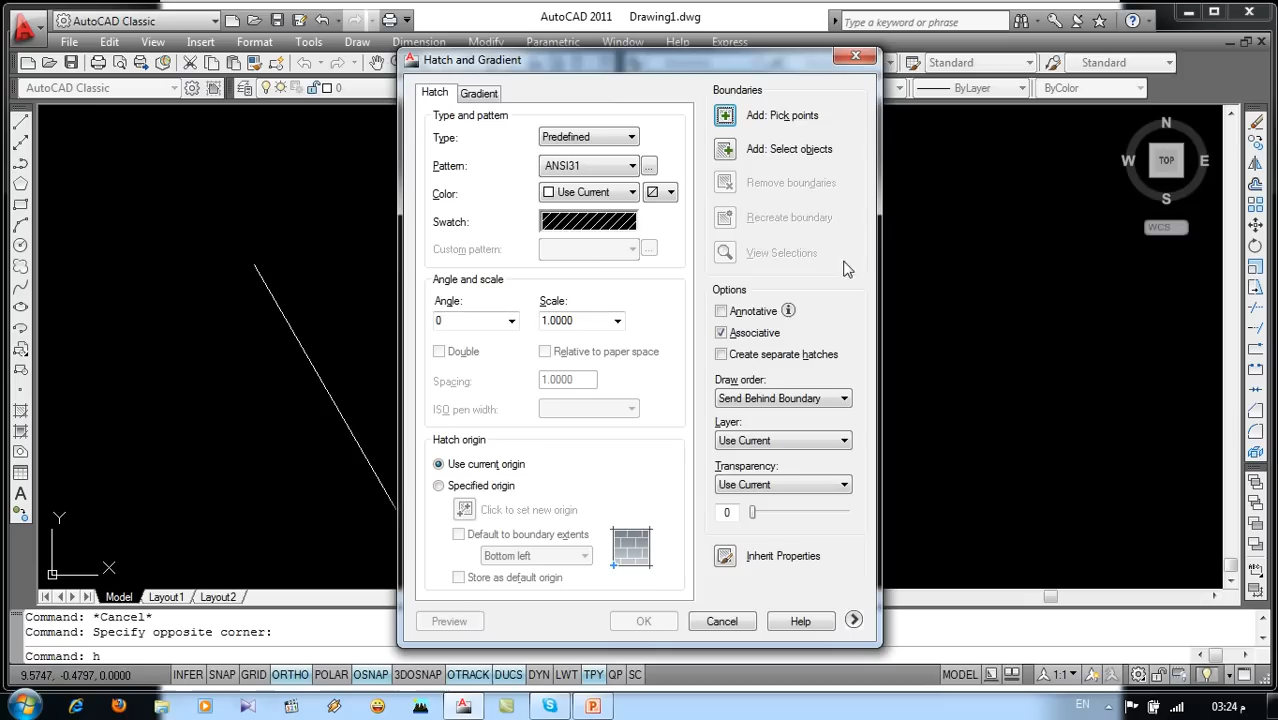 AutoCAD Classic
AutoCAD 2011 Drawing1.dwg
Type a keyword or phrase
File Edit View Insert Format Tools Draw Dimension Modify Parametric Window Help Express
Standard Standard
AutoCAD Classic
0
ByLayer ByColor
Hatch and Gradient
Hatch Gradient
Type and pattern
Type: Predefined
Pattern: ANSI31 ...
Color: Use Current
Swatch:
Custom pattern: ...
Angle and scale
Angle: Scale:
0 1.0000
Double Relative to paper space
Spacing: 1.0000
ISO pen width:
Hatch origin
Use current origin
Specified origin
Click to set new origin
Default to boundary extents
Bottom left
Store as default origin
Boundaries
Add: Pick points
Add: Select objects
Remove boundaries
Recreate boundary
View Selections
Options
Annotative
Associative
Create separate hatches
Draw order:
Send Behind Boundary
Layer:
Use Current
Transparency:
Use Current
0
Inherit Properties
Preview OK Cancel Help
N
W TOP E
S
WCS
A
Y
X
Model Layout1 Layout2
Command: *Cancel*
Command: Specify opposite corner:
Command: h
9.5747, -0.4797, 0.0000 INFER SNAP GRID ORTHO POLAR OSNAP 3DOSNAP OTRACK DUCS DYN LWT TPY QP SC MODEL 1:1
EN 03:24 م